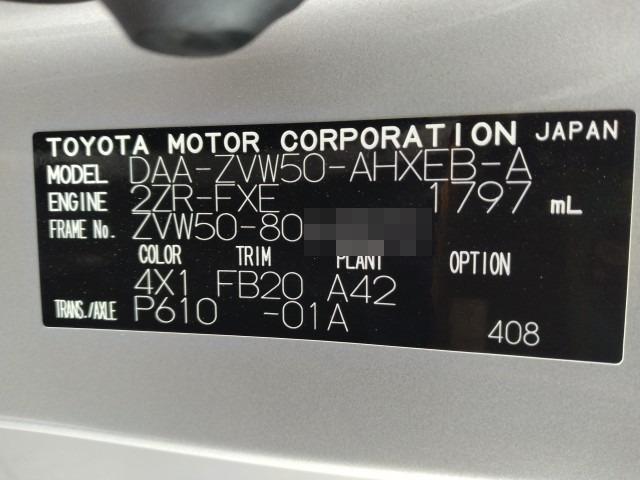 TOYOTA MOTOR CORPORATION JAPAN
MODEL DAA-ZVW50-AHXEB-A
ENGINE 2ZR-FXE 1797 mL
FRAME No. ZVW50-80
COLOR TRIM PLANT OPTION
4X1 FB20 A42
TRANS./AXLE P610 -01A
408